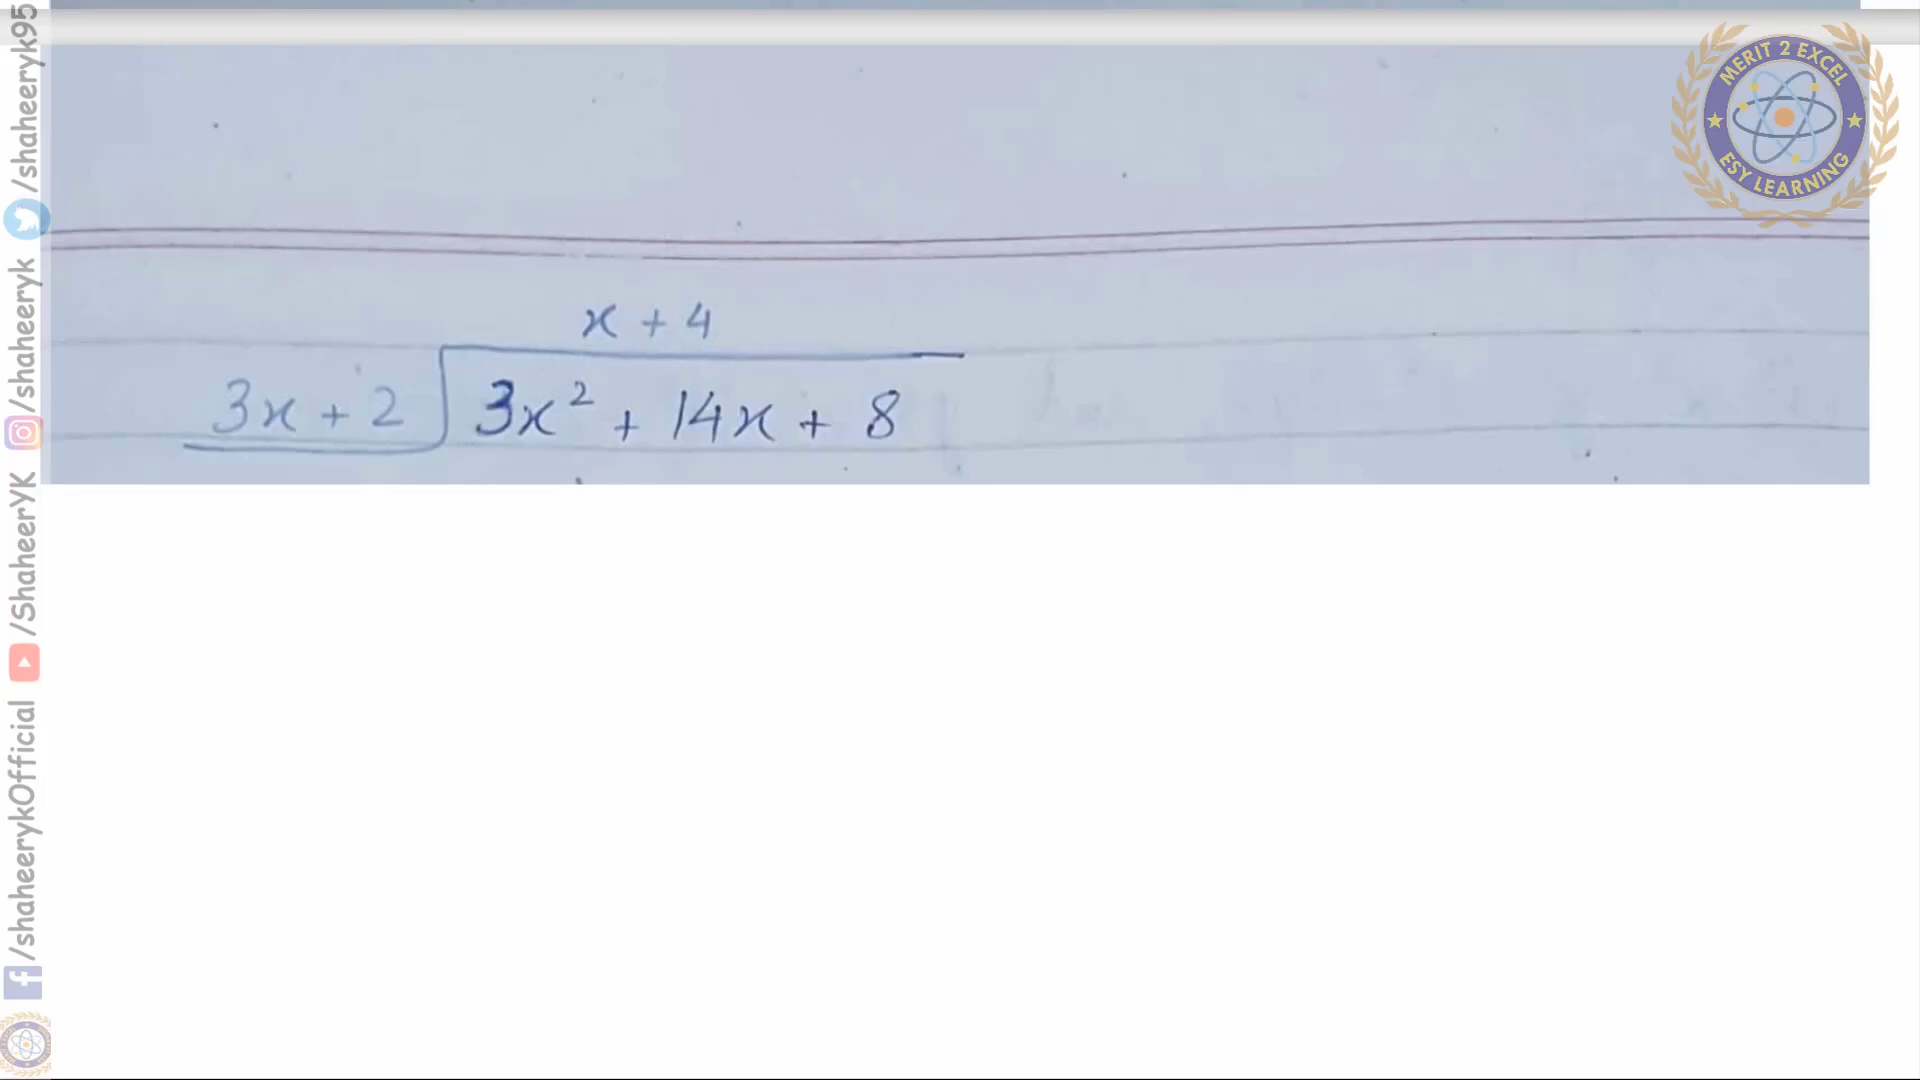 x + 4
3x + 2 3x² + 14x + 8
MERIT 2 EXCEL
ESY LEARNING
/shaheeryk95
/shaheeryk
/ShaheerYK
/shaheerykOfficial